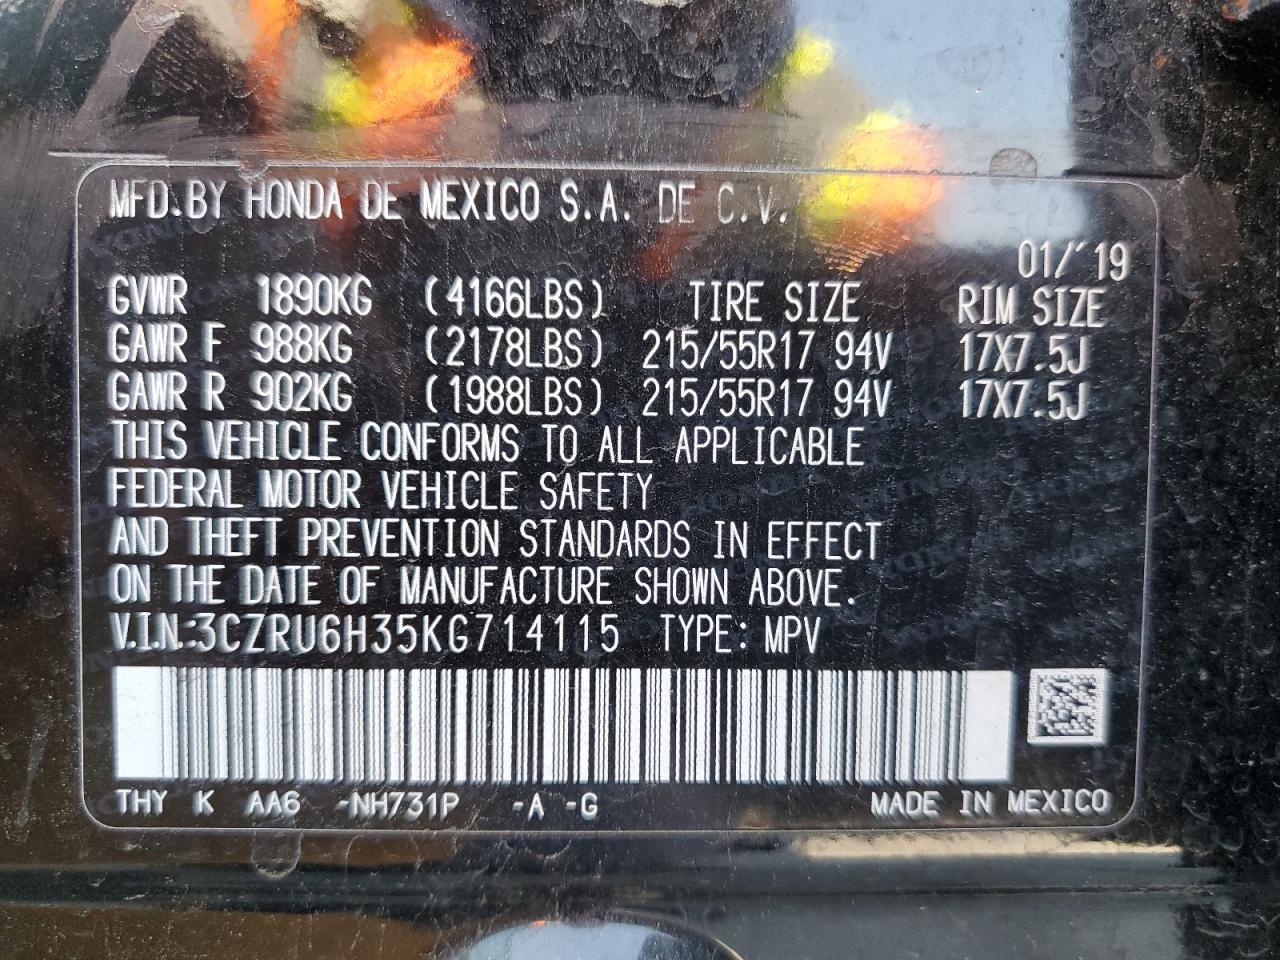 MFD.BY HONDA DE MEXICO S.A. DE C.V.
01/'19
GVWR 1890KG (4166LBS) TIRE SIZE RIM SIZE
GAWR F 988KG (2178LBS) 215/55R17 94V 17X7.5J
GAWR R 902KG (1988LBS) 215/55R17 94V 17X7.5J
THIS VEHICLE CONFORMS TO ALL APPLICABLE
FEDERAL MOTOR VEHICLE SAFETY
AND THEFT PREVENTION STANDARDS IN EFFECT
ON THE DATE OF MANUFACTURE SHOWN ABOVE.
V.I.N.:3CZRU6H35KG714115 TYPE: MPV
THY K AA6 -NH731P -A -G MADE IN MEXICO